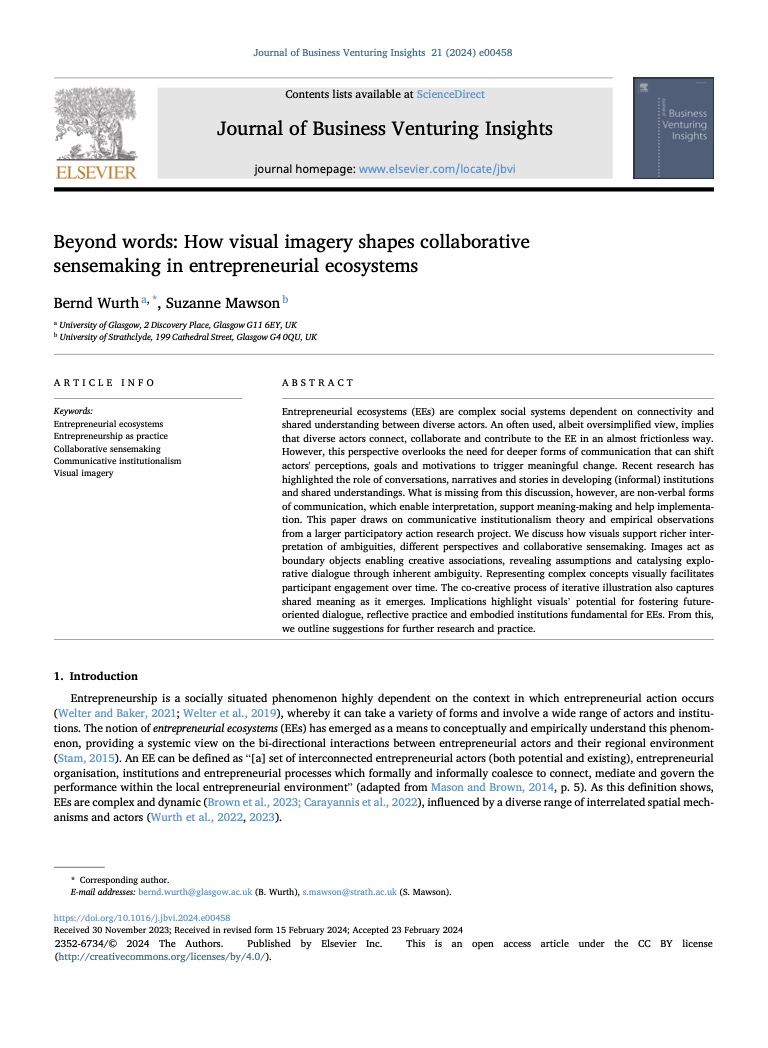 Journal of Business Venturing Insights 21 (2024) e00458
Contents lists available at ScienceDirect
Journal of Business Venturing Insights
journal homepage: www.elsevier.com/locate/jbvi
ELSEVIER
Business
Venturing
Insights
Beyond words: How visual imagery shapes collaborative
sensemaking in entrepreneurial ecosystems
Bernd Wurth a, *, Suzanne Mawson b
a University of Glasgow, 2 Discovery Place, Glasgow G11 6EY, UK
b University of Strathclyde, 199 Cathedral Street, Glasgow G4 0QU, UK
ARTICLE INFO
Keywords:
Entrepreneurial ecosystems
Entrepreneurship as practice
Collaborative sensemaking
Communicative institutionalism
Visual imagery
ABSTRACT
Entrepreneurial ecosystems (EEs) are complex social systems dependent on connectivity and
shared understanding between diverse actors. An often used, albeit oversimplified view, implies
that diverse actors connect, collaborate and contribute to the EE in an almost frictionless way.
However, this perspective overlooks the need for deeper forms of communication that can shift
actors' perceptions, goals and motivations to trigger meaningful change. Recent research has
highlighted the role of conversations, narratives and stories in developing (informal) institutions
and shared understandings. What is missing from this discussion, however, are non-verbal forms
of communication, which enable interpretation, support meaning-making and help implementa-
tion. This paper draws on communicative institutionalism theory and empirical observations
from a larger participatory action research project. We discuss how visuals support richer inter-
pretation of ambiguities, different perspectives and collaborative sensemaking. Images act as
boundary objects enabling creative associations, revealing assumptions and catalysing explo-
rative dialogue through inherent ambiguity. Representing complex concepts visually facilitates
participant engagement over time. The co-creative process of iterative illustration also captures
shared meaning as it emerges. Implications highlight visuals' potential for fostering future-
oriented dialogue, reflective practice and embodied institutions fundamental for EEs. From this,
we outline suggestions for further research and practice.
1. Introduction
Entrepreneurship is a socially situated phenomenon highly dependent on the context in which entrepreneurial action occurs
(Welter and Baker, 2021; Welter et al., 2019), whereby it can take a variety of forms and involve a wide range of actors and institu-
tions. The notion of entrepreneurial ecosystems (EEs) has emerged as a means to conceptually and empirically understand this phenom-
enon, providing a systemic view on the bi-directional interactions between entrepreneurial actors and their regional environment
(Stam, 2015). An EE can be defined as “[a] set of interconnected entrepreneurial actors (both potential and existing), entrepreneurial
organisation, institutions and entrepreneurial processes which formally and informally coalesce to connect, mediate and govern the
performance within the local entrepreneurial environment” (adapted from Mason and Brown, 2014, p. 5). As this definition shows,
EEs are complex and dynamic (Brown et al., 2023; Carayannis et al., 2022), influenced by a diverse range of interrelated spatial mech-
anisms and actors (Wurth et al., 2022, 2023).
* Corresponding author.
E-mail addresses: bernd.wurth@glasgow.ac.uk (B. Wurth), s.mawson@strath.ac.uk (S. Mawson).
https://doi.org/10.1016/j.jbvi.2024.e00458
Received 30 November 2023; Received in revised form 15 February 2024; Accepted 23 February 2024
2352-6734/© 2024 The Authors. Published by Elsevier Inc. This is an open access article under the CC BY license
(http://creativecommons.org/licenses/by/4.0/).